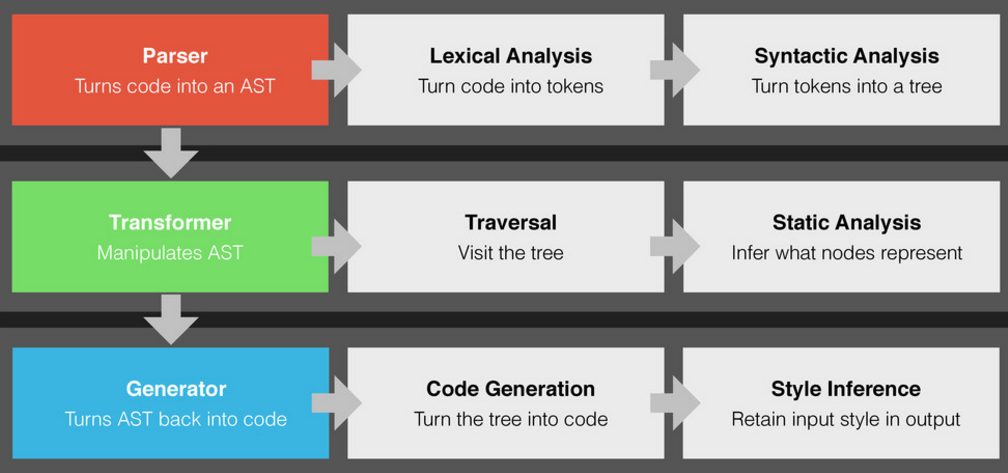 Parser
Turns code into an AST
Lexical Analysis
Turn code into tokens
Syntactic Analysis
Turn tokens into a tree
Transformer
Manipulates AST
Traversal
Visit the tree
Static Analysis
Infer what nodes represent
Generator
Turns AST back into code
Code Generation
Turn the tree into code
Style Inference
Retain input style in output